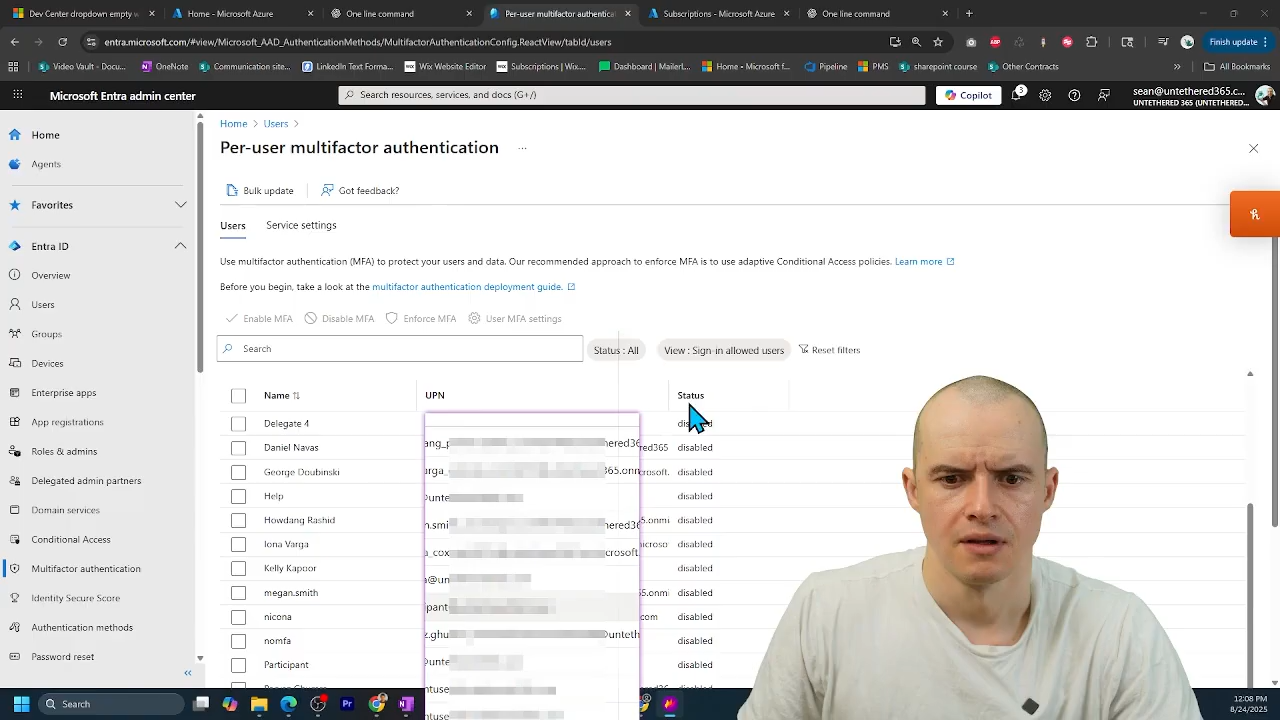 Dev Center dropdown empty w
Home - Microsoft Azure
One line command
Per-user multifactor authenticat
Subscriptions - Microsoft Azure
One line command
entra.microsoft.com/#view/Microsoft_AAD_AuthenticationMethods/MultifactorAuthenticationConfig.ReactView/tabId/users
Finish update
Video Vault - Docu...
OneNote
Communication site...
LinkedIn Text Forma...
Wix Website Editor
Subscriptions | Wix...
Dashboard | MailerL...
Home - Microsoft f...
Pipeline
PMS
sharepoint course
Other Contacts
All Bookmarks
Microsoft Entra admin center
Search resources, services, and docs (G+/)
Copilot
3
sean@untethered365.c...
UNTETHERED 365 (UNTETHERED....
Home
Agents
Favorites
Entra ID
Overview
Users
Groups
Devices
Enterprise apps
App registrations
Roles & admins
Delegated admin partners
Domain services
Conditional Access
Multifactor authentication
Identity Secure Score
Authentication methods
Password reset
Home > Users >
Per-user multifactor authentication ...
Bulk update
Got feedback?
Users
Service settings
Use multifactor authentication (MFA) to protect your users and data. Our recommended approach to enforce MFA is to use adaptive Conditional Access policies. Learn more
Before you begin, take a look at the multifactor authentication deployment guide.
Enable MFA
Disable MFA
Enforce MFA
User MFA settings
Search
Status : All
View : Sign-in allowed users
Reset filters
Name
UPN
Status
Delegate 4
Daniel Navas disabled
George Doubinski disabled
Help disabled
Howdang Rashid disabled
Iona Varga disabled
Kelly Kapoor disabled
megan.smith disabled
nicona disabled
nomfa disabled
Participant disabled
Search
12:08 PM
8/24/2025